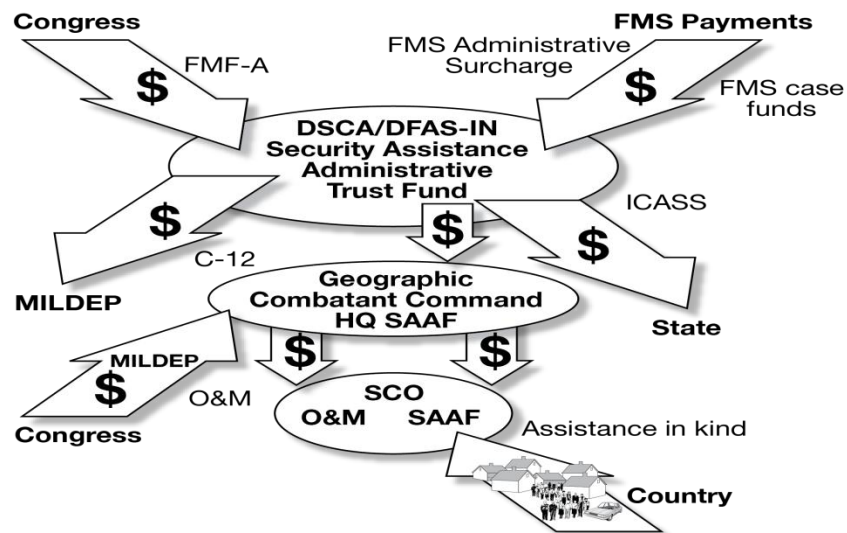 Congress
FMS Payments
$
FMF-A
FMS Administrative
Surcharge
$
FMS case
funds
DSCA/DFAS-IN
Security Assistance
Administrative
Trust Fund
$
C-12
MILDEP
$
ICASS
$
State
Geographic
Combatant Command
HQ SAAF
MILDEP
$
O&M
Congress
$
$
SCO
O&M SAAF
Assistance in kind
Country